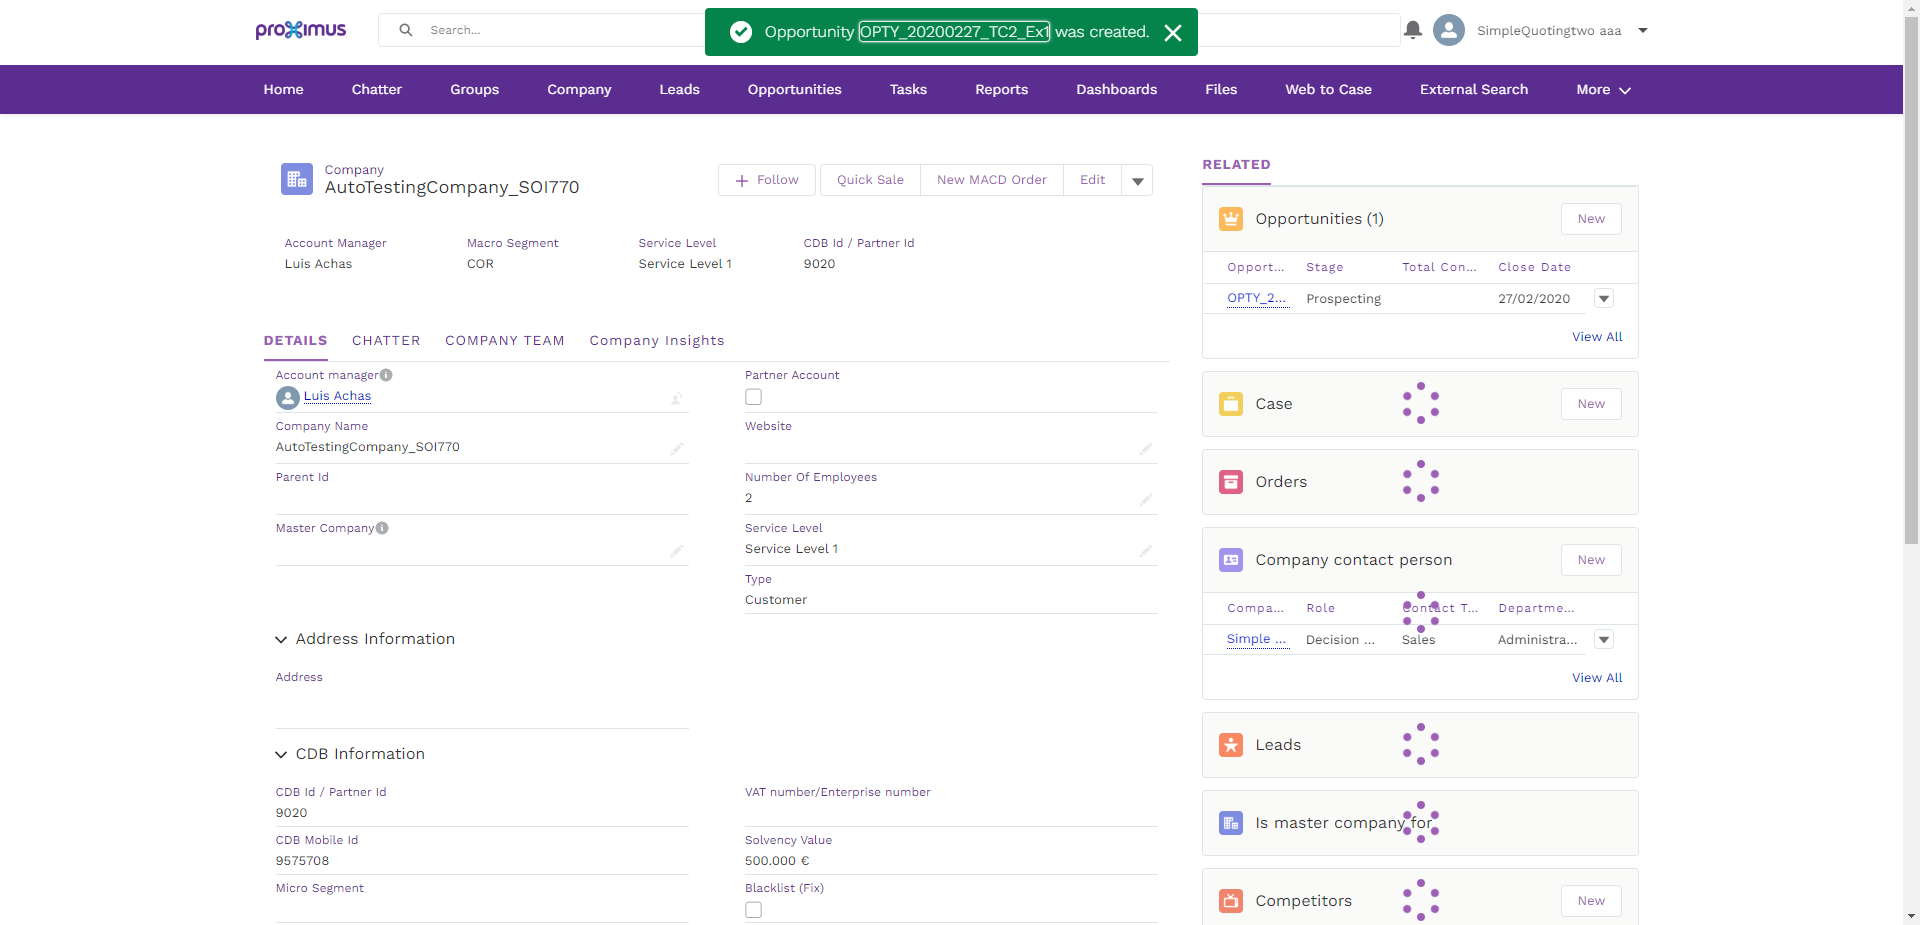 proximus
Search...
Opportunity OPTY_20200227_TC2_Ex1 was created.
SimpleQuotingtwo aaa
Home Chatter Groups Company Leads Opportunities Tasks Reports Dashboards Files Web to Case External Search More
Company
AutoTestingCompany_SOI770
Follow Quick Sale New MACD Order Edit
Account Manager Macro Segment Service Level CDB Id / Partner Id
Luis Achas COR Service Level 1 9020
DETAILS CHATTER COMPANY TEAM Company Insights
Account manager
Luis Achas
Company Name
AutoTestingCompany_SOI770
Parent Id
Master Company
Partner Account
Website
Number Of Employees
2
Service Level
Service Level 1
Type
Customer
Address Information
Address
CDB Information
CDB Id / Partner Id
9020
CDB Mobile Id
9575708
Micro Segment
VAT number/Enterprise number
Solvency Value
500.000 €
Blacklist (Fix)
RELATED
Opportunities (1) New
Opport... Stage Total Con... Close Date
OPTY_2... Prospecting 27/02/2020
View All
Case New
Orders
Company contact person New
Compa... Role Contact T... Departme...
Simple ... Decision ... Sales Administra...
View All
Leads
Is master company for
Competitors New